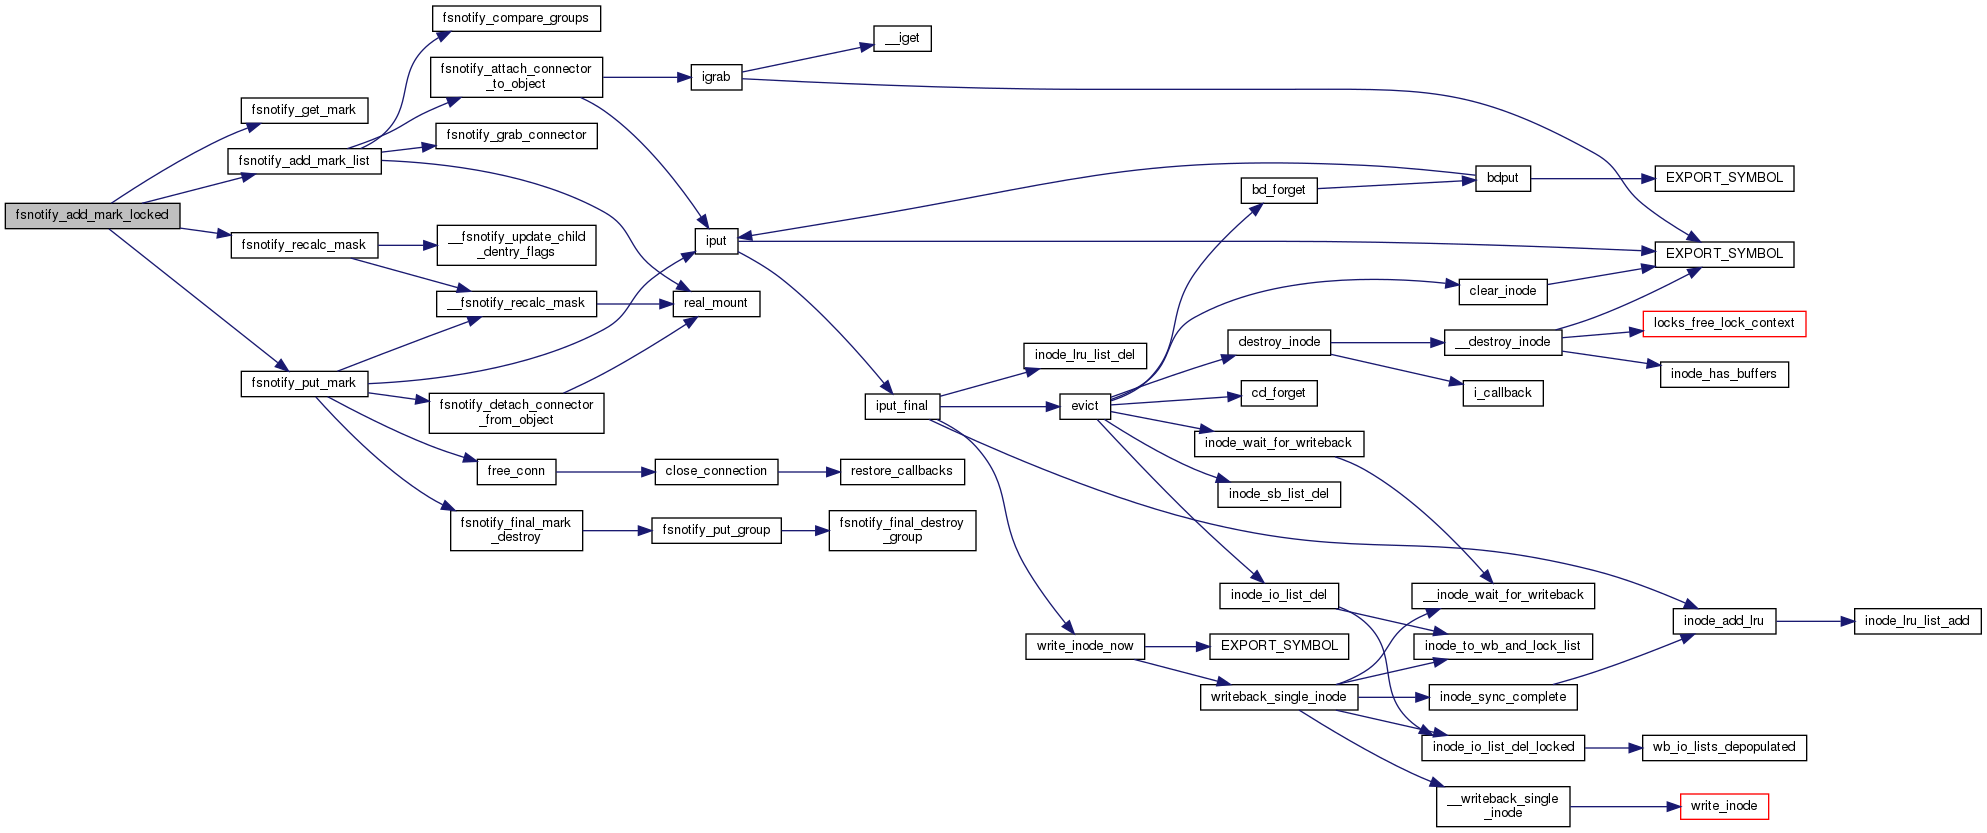 fsnotify_compare_groups
__iget
fsnotify_attach_connector
_to_object
igrab
fsnotify_get_mark
fsnotify_grab_connector
fsnotify_add_mark_list
bdput
EXPORT_SYMBOL
bd_forget
fsnotify_add_mark_locked
fsnotify_recalc_mask
__fsnotify_update_child
_dentry_flags
iput
EXPORT_SYMBOL
clear_inode
__fsnotify_recalc_mask
real_mount
locks_free_lock_context
destroy_inode
__destroy_inode
inode_lru_list_del
inode_has_buffers
fsnotify_put_mark
cd_forget
i_callback
fsnotify_detach_connector
_from_object
iput_final
evict
inode_wait_for_writeback
free_conn
close_connection
restore_callbacks
inode_sb_list_del
fsnotify_final_mark
_destroy
fsnotify_put_group
fsnotify_final_destroy
_group
inode_io_list_del
__inode_wait_for_writeback
inode_add_lru
inode_lru_list_add
write_inode_now
EXPORT_SYMBOL
inode_to_wb_and_lock_list
writeback_single_inode
inode_sync_complete
inode_io_list_del_locked
wb_io_lists_depopulated
__writeback_single
_inode
write_inode